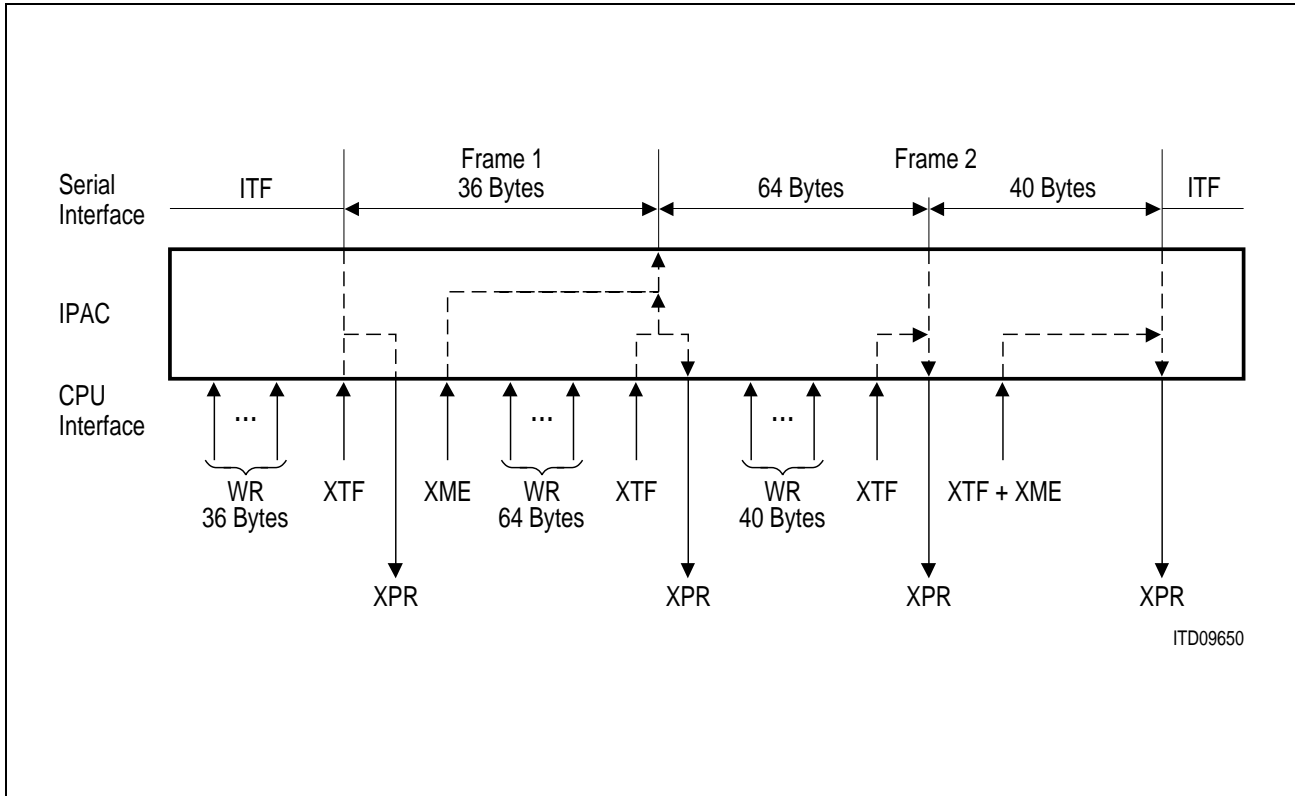 Frame 1
Frame 2
Serial
Interface
ITF
36 Bytes
64 Bytes
40 Bytes
ITF
IPAC
CPU
Interface
...
...
...
WR
36 Bytes
XTF
XME
WR
64 Bytes
XTF
WR
40 Bytes
XTF
XTF + XME
XPR
XPR
XPR
XPR
ITD09650